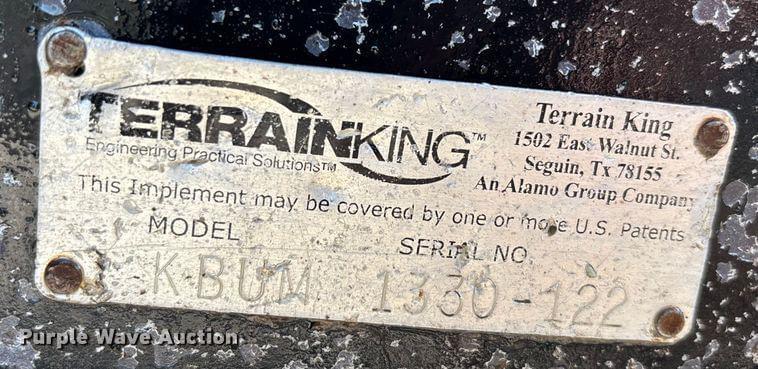 TERRAINKING™
Engineering Practical Solutions™
Terrain King
1502 East Walnut St.
Seguin, Tx 78155
An Alamo Group Company
This Implement may be covered by one or more U.S. Patents
MODEL
SERIAL NO.
KBUM 1330-122
Purple Wave Auction.